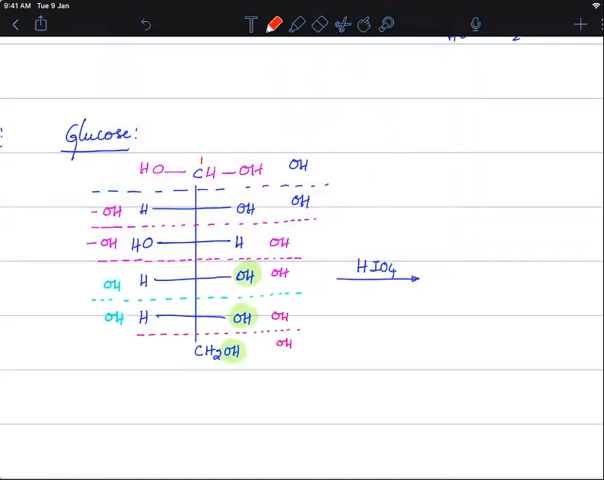 9:41 AM Tue 9 Jan
Glucose:
HO— CH —OH OH
OH
-OH H OH
-OH HO H OH
OH H OH OH
HIO4
OH H OH OH
OH
CH2OH